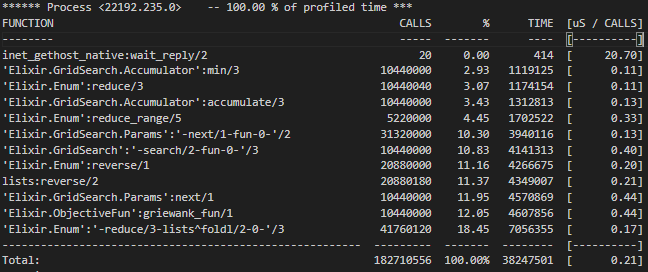 ****** Process <22192.235.0>    -- 100.00 % of profiled time ***
FUNCTION                                                    CALLS        %      TIME  [uS / CALLS]
--------                                                    -----  -------      ----  [----------]
inet_gethost_native:wait_reply/2                               20     0.00       414  [     20.70]
'Elixir.GridSearch.Accumulator':min/3                    10440000     2.93   1119125  [      0.11]
'Elixir.Enum':reduce/3                                   10440040     3.07   1174154  [      0.11]
'Elixir.GridSearch.Accumulator':accumulate/3             10440000     3.43   1312813  [      0.13]
'Elixir.Enum':reduce_range/5                              5220000     4.45   1702522  [      0.33]
'Elixir.GridSearch.Params':'-next/1-fun-0-'/2            31320000    10.30   3940116  [      0.13]
'Elixir.GridSearch':'-search/2-fun-0-'/3                 10440000    10.83   4141313  [      0.40]
'Elixir.Enum':reverse/1                                  20880000    11.16   4266675  [      0.20]
lists:reverse/2                                          20880180    11.37   4349007  [      0.21]
'Elixir.GridSearch.Params':next/1                        10440000    11.95   4570869  [      0.44]
'Elixir.ObjectiveFun':griewank_fun/1                     10440000    12.05   4607856  [      0.44]
'Elixir.Enum':'-reduce/3-lists^foldl/2-0-'/3             41760120    18.45   7056355  [      0.17]
------------------------------------------------------  ---------  -------  --------  [----------]
Total:                                                  182710556  100.00%  38247501  [      0.21]